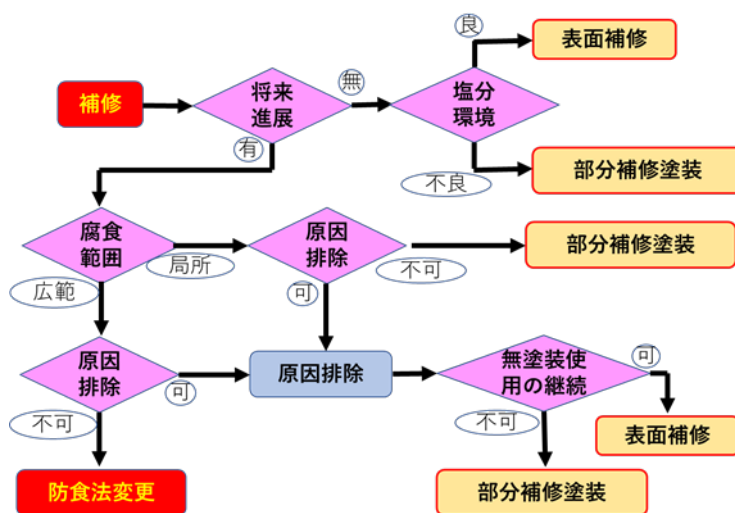 良
表面補修
補修
将来
進展
無
塩分
環境
有
不良
部分補修塗装
腐食
範囲
局所
原因
排除
不可
部分補修塗装
広範
可
原因
排除
可
原因排除
無塗装使
用の継続
可
不可
不可
表面補修
防食法変更
部分補修塗装